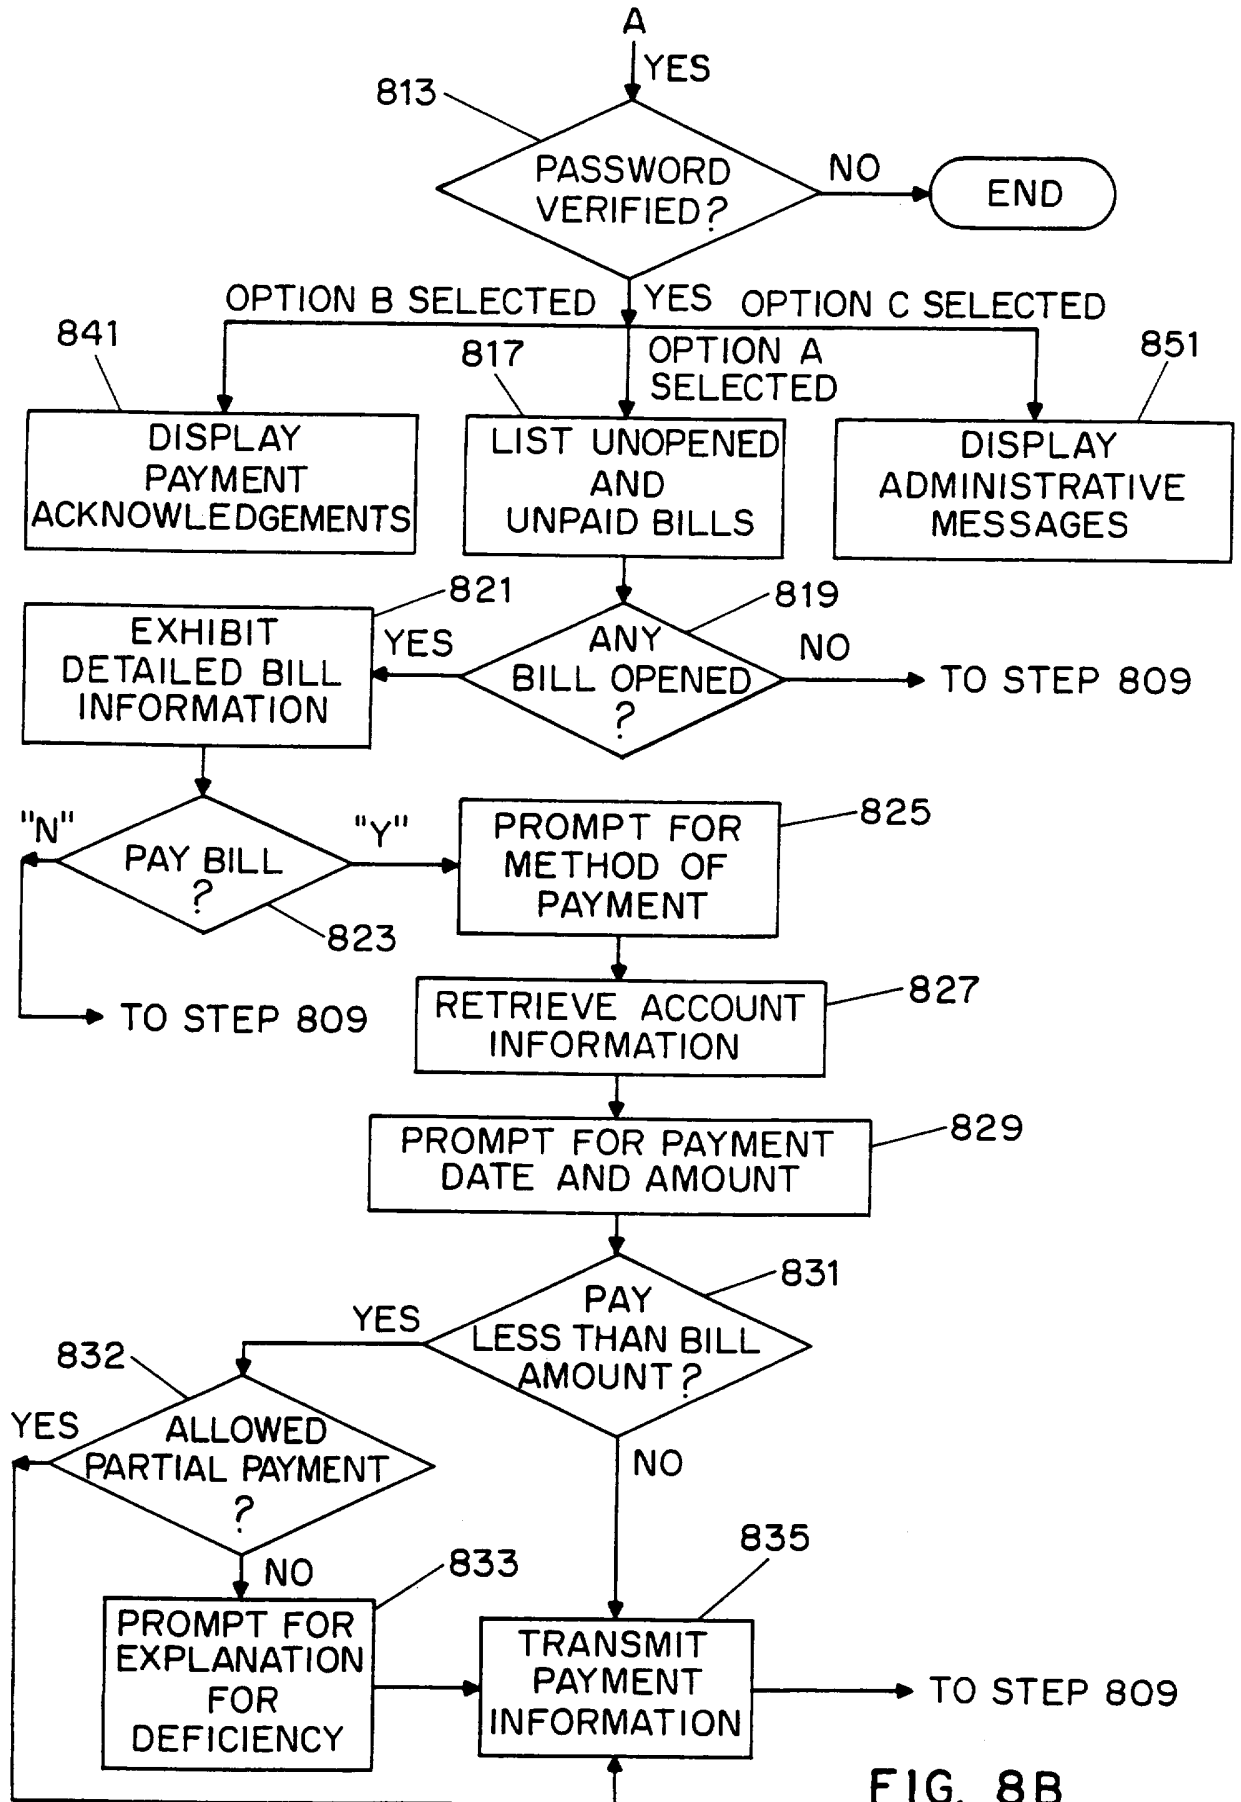 A
YES
813
PASSWORD
VERIFIED?
NO
END
OPTION B SELECTED
YES
OPTION C SELECTED
841
817
OPTION A
SELECTED
851
DISPLAY
PAYMENT
ACKNOWLEDGEMENTS
LIST UNOPENED
AND
UNPAID BILLS
DISPLAY
ADMINISTRATIVE
MESSAGES
821
819
EXHIBIT
DETAILED BILL
INFORMATION
YES
ANY
BILL OPENED
?
NO
TO STEP 809
"N"
PAY BILL
?
"Y"
823
PROMPT FOR
METHOD OF
PAYMENT
825
TO STEP 809
RETRIEVE ACCOUNT
INFORMATION
827
PROMPT FOR PAYMENT
DATE AND AMOUNT
829
831
PAY
LESS THAN BILL
AMOUNT?
YES
832
YES
ALLOWED
PARTIAL PAYMENT
?
NO
NO
833
835
PROMPT FOR
EXPLANATION
FOR
DEFICIENCY
TRANSMIT
PAYMENT
INFORMATION
TO STEP 809
FIG. 8B